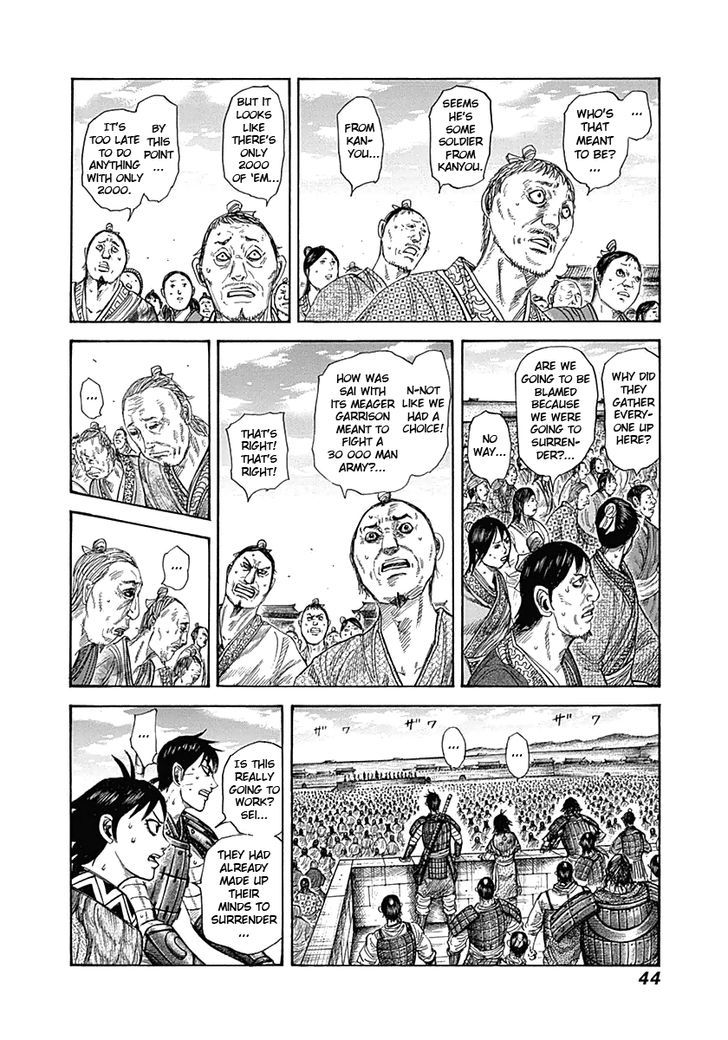 ...
WHO'S
THAT
MEANT
TO BE?
...
SEEMS
HE'S
SOME
SOLDIER
FROM
KANYOU.
FROM
KAN-
YOU...
BUT IT
LOOKS
LIKE
THERE'S
ONLY
2000
OF 'EM...
BY
THIS
POINT
...
IT'S
TOO LATE
TO DO
ANYTHING
WITH ONLY
2000.
WHY DID
THEY
GATHER
EVERY-
ONE UP
HERE?
ARE WE
GOING TO BE
BLAMED
BECAUSE
WE WERE
GOING TO
SURREN-
DER?...
NO
WAY...
N-NOT
LIKE WE
HAD A
CHOICE!
HOW WAS
SAI WITH
ITS MEAGER
GARRISON
MEANT TO
FIGHT A
30 000 MAN
ARMY?...
THAT'S
RIGHT!
THAT'S
RIGHT!
...
...
ザワ
ザワ
...
...
...
IS THIS
REALLY
GOING TO
WORK?
SEI...
THEY HAD
ALREADY
MADE UP
THEIR
MINDS TO
SURRENDER
...
44